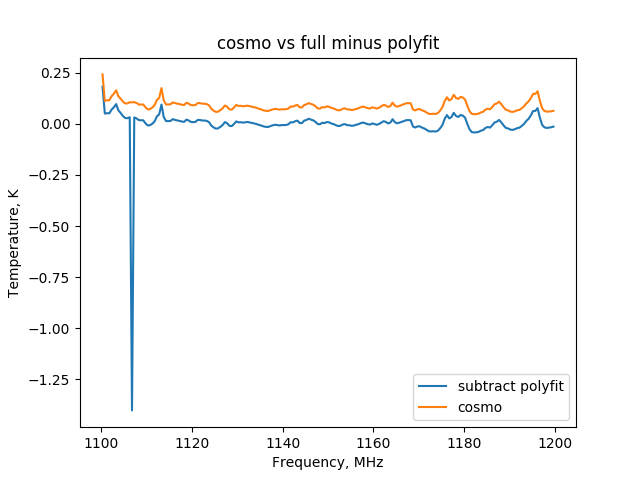 cosmo vs full minus polyfit
Temperature, K
0.25
0.00
−0.25
−0.50
−0.75
−1.00
−1.25
subtract polyfit
cosmo
1100
1120
1140
1160
1180
1200
Frequency, MHz